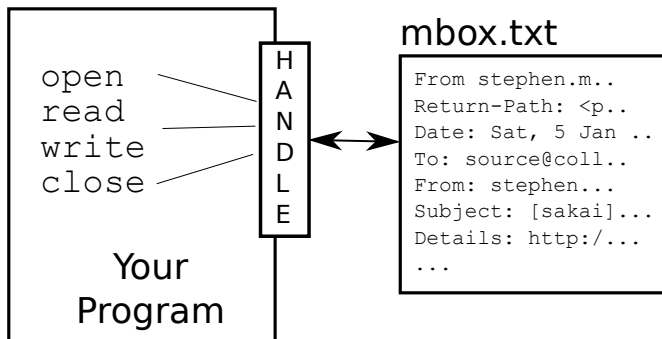 open
read
write
close
Your
Program
HANDLE
mbox.txt
From stephen.m..
Return-Path: <p..
Date: Sat, 5 Jan ..
To: source@coll..
From: stephen...
Subject: [sakai]...
Details: http:/...
...